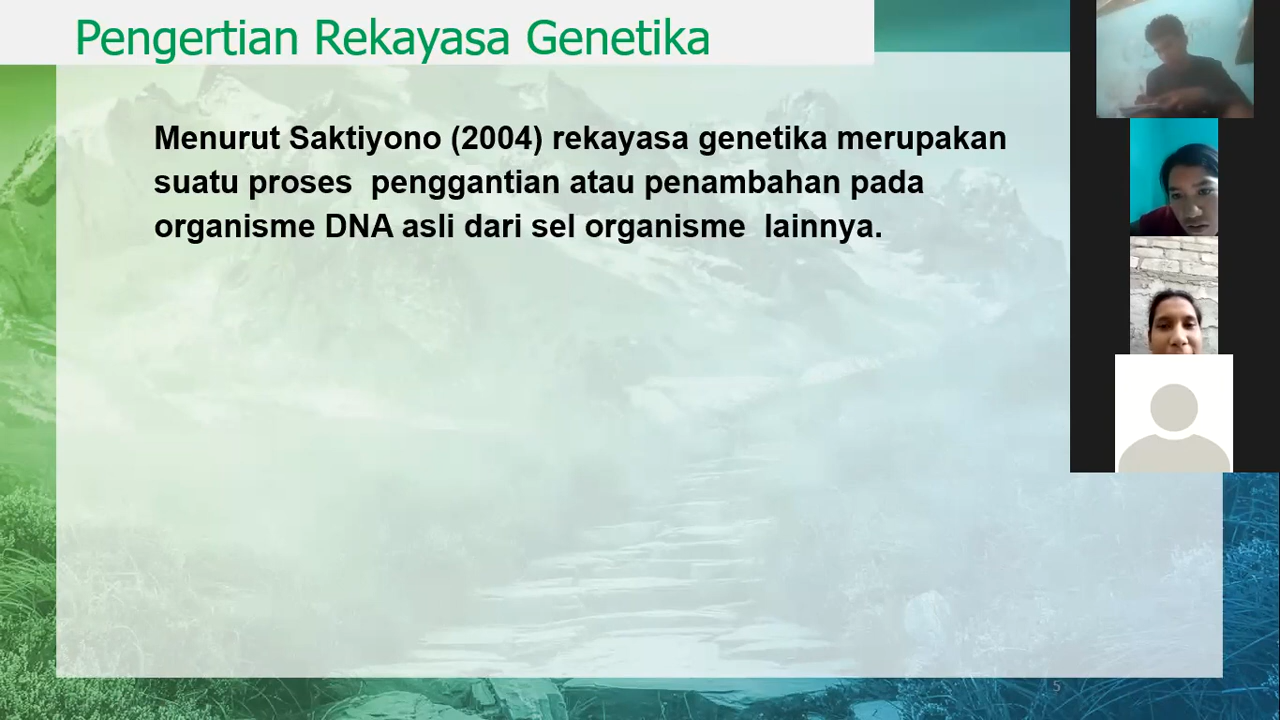 Pengertian Rekayasa Genetika
Menurut Saktiyono (2004) rekayasa genetika merupakan
suatu proses  penggantian atau penambahan pada
organisme DNA asli dari sel organisme  lainnya.
5